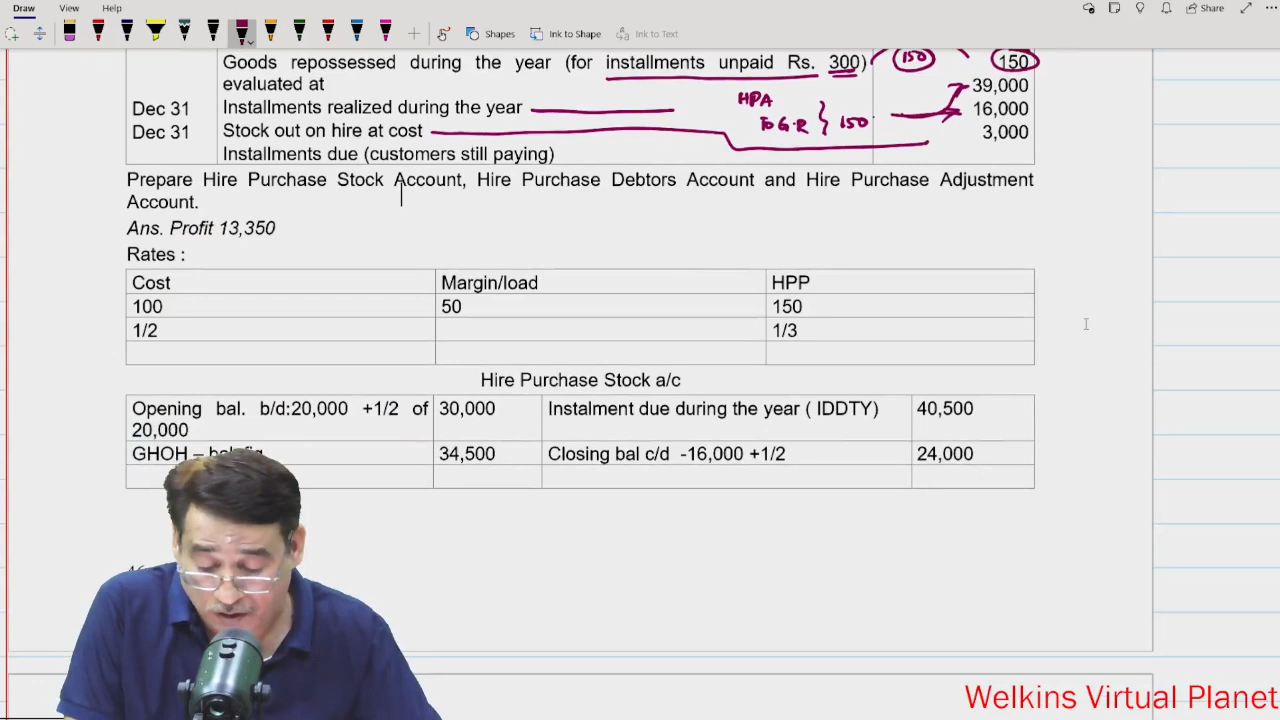 Draw View Help Share
Shapes Ink to Shape Ink to Text
Goods repossessed during the year (for installments unpaid Rs. 300) 150 150
evaluated at 39,000
Dec 31 Installments realized during the year HPA 16,000
Dec 31 Stock out on hire at cost To G.R } 150 3,000
Installments due (customers still paying)
Prepare Hire Purchase Stock Account, Hire Purchase Debtors Account and Hire Purchase Adjustment
Account.
Ans. Profit 13,350
Rates :
Cost Margin/load HPP
100 50 150
1/2 1/3
Hire Purchase Stock a/c
Opening bal. b/d:20,000 +1/2 of 30,000 Instalment due during the year ( IDDTY) 40,500
20,000
GHOH – 34,500 Closing bal c/d -16,000 +1/2 24,000
Welkins Virtual Planet